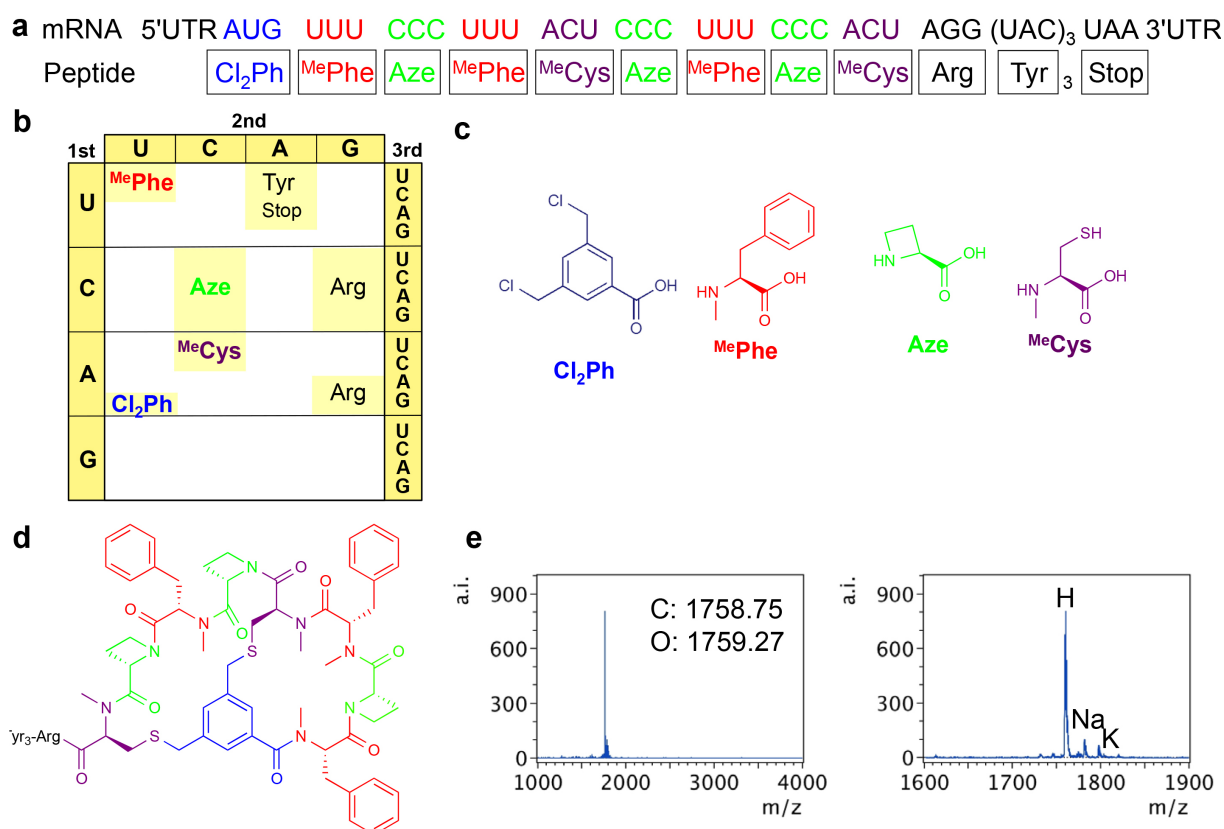 a mRNA 5'UTR AUG UUU CCC UUU ACU CCC UUU CCC ACU AGG (UAC)3 UAA 3'UTR
Peptide Cl2Ph MePhe Aze MePhe MeCys Aze MePhe Aze MeCys Arg Tyr 3 Stop
b
2nd
1st U C A G 3rd
U MePhe Tyr Stop U C A G
C Aze Arg U C A G
A MeCys Cl2Ph Arg U C A G
G U C A G
c
Cl
Cl
OH
O
Cl2Ph
HN
OH
O
MePhe
HN
OH
O
Aze
SH
HN
OH
O
MeCys
d
N
O
O
O
O
N
O
N
O
N
S
N
O
N
O
N
N
O
yr3-Arg
S
O
O
e
a.i.
900
600
300
0
C: 1758.75
O: 1759.27
1000 2000 3000 4000
m/z
a.i.
900
600
300
0
H
Na
K
1600 1700 1800 1900
m/z